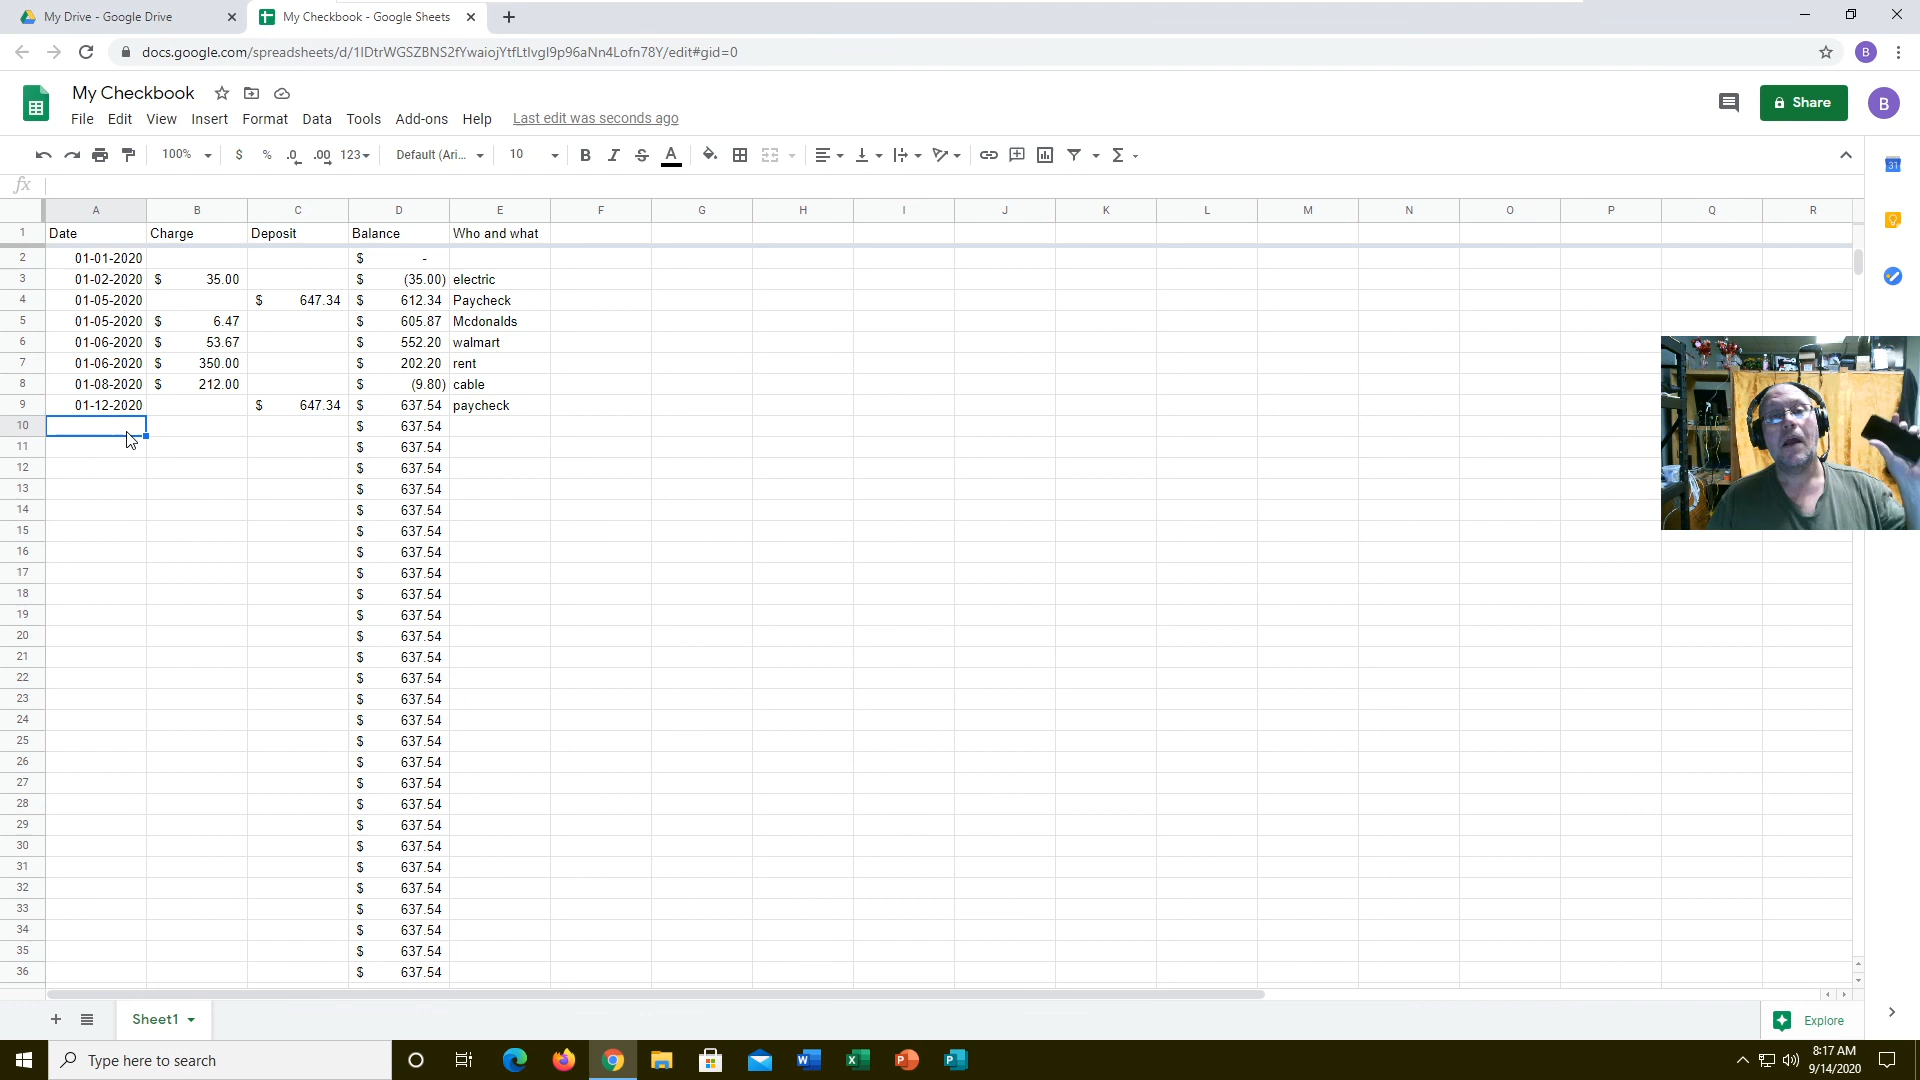 My Drive - Google Drive
My Checkbook - Google Sheets
docs.google.com/spreadsheets/d/1IDtrWGSZBNS2fYwaiojYtfLtlvgI9p96aNn4Lofn78Y/edit#gid=0
B
My Checkbook
File Edit View Insert Format Data Tools Add-ons Help Last edit was seconds ago
Share
B
100% $ % .0 .00 123 Default (Ari... 10 B I S A Σ
31
fx
A B C D E F G H I J K L M N O P Q R
1 Date Charge Deposit Balance Who and what
2 01-01-2020 $ -
3 01-02-2020 $ 35.00 $ (35.00) electric
4 01-05-2020 $ 647.34 $ 612.34 Paycheck
5 01-05-2020 $ 6.47 $ 605.87 Mcdonalds
6 01-06-2020 $ 53.67 $ 552.20 walmart
7 01-06-2020 $ 350.00 $ 202.20 rent
8 01-08-2020 $ 212.00 $ (9.80) cable
9 01-12-2020 $ 647.34 $ 637.54 paycheck
10 $ 637.54
11 $ 637.54
12 $ 637.54
13 $ 637.54
14 $ 637.54
15 $ 637.54
16 $ 637.54
17 $ 637.54
18 $ 637.54
19 $ 637.54
20 $ 637.54
21 $ 637.54
22 $ 637.54
23 $ 637.54
24 $ 637.54
25 $ 637.54
26 $ 637.54
27 $ 637.54
28 $ 637.54
29 $ 637.54
30 $ 637.54
31 $ 637.54
32 $ 637.54
33 $ 637.54
34 $ 637.54
35 $ 637.54
36 $ 637.54
Sheet1
Explore
Type here to search
8:17 AM
9/14/2020